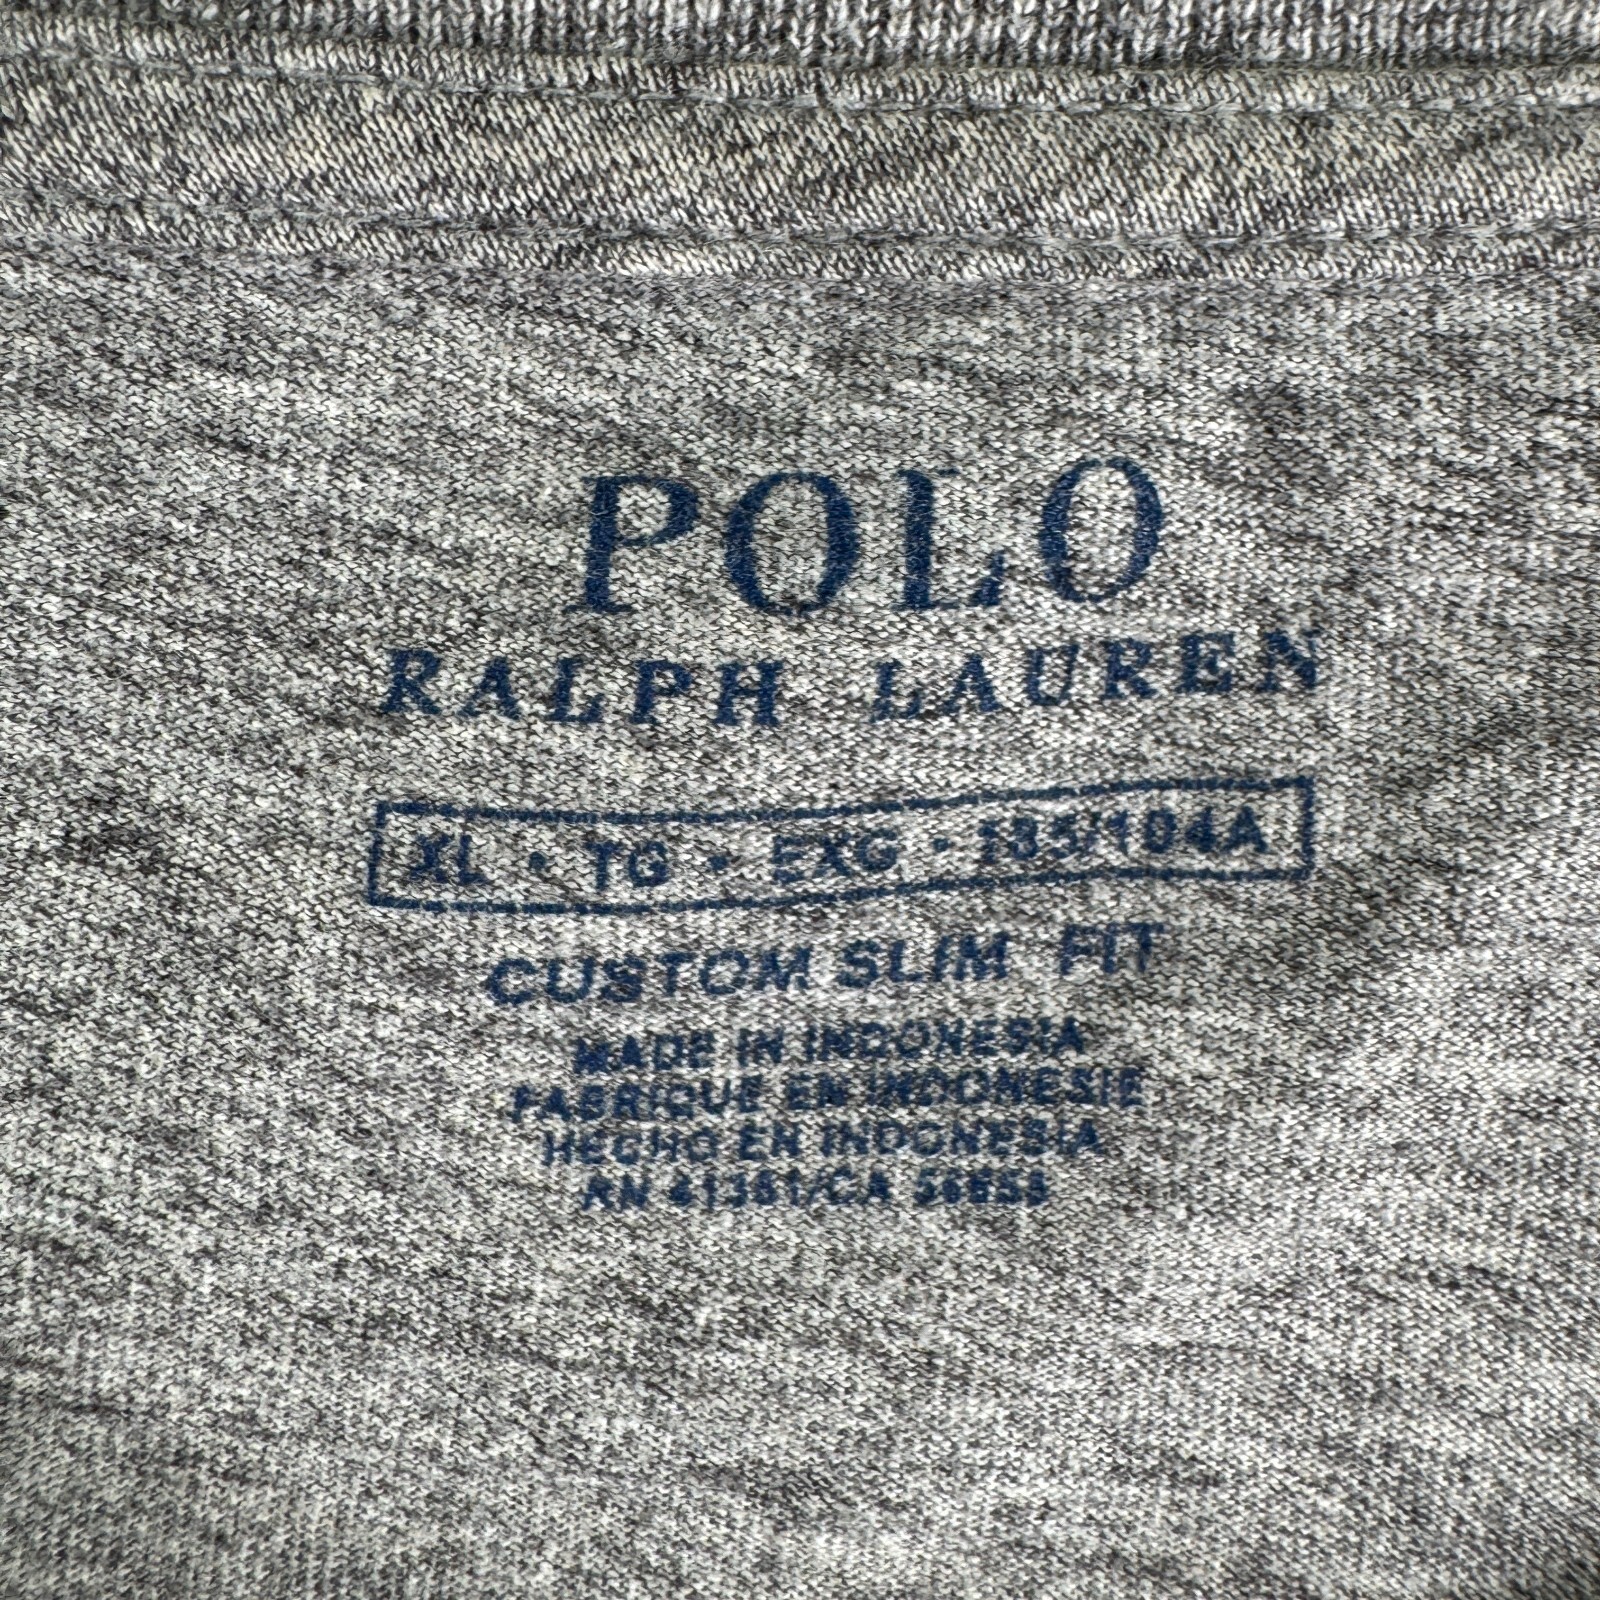 POLO
RALPH LAUREN
XL • TG • EXG • 185/104A
CUSTOM SLIM FIT
MADE IN INDONESIA
FABRIQUE EN INDONESIE
HECHO EN INDONESIA
RN 41381/CA